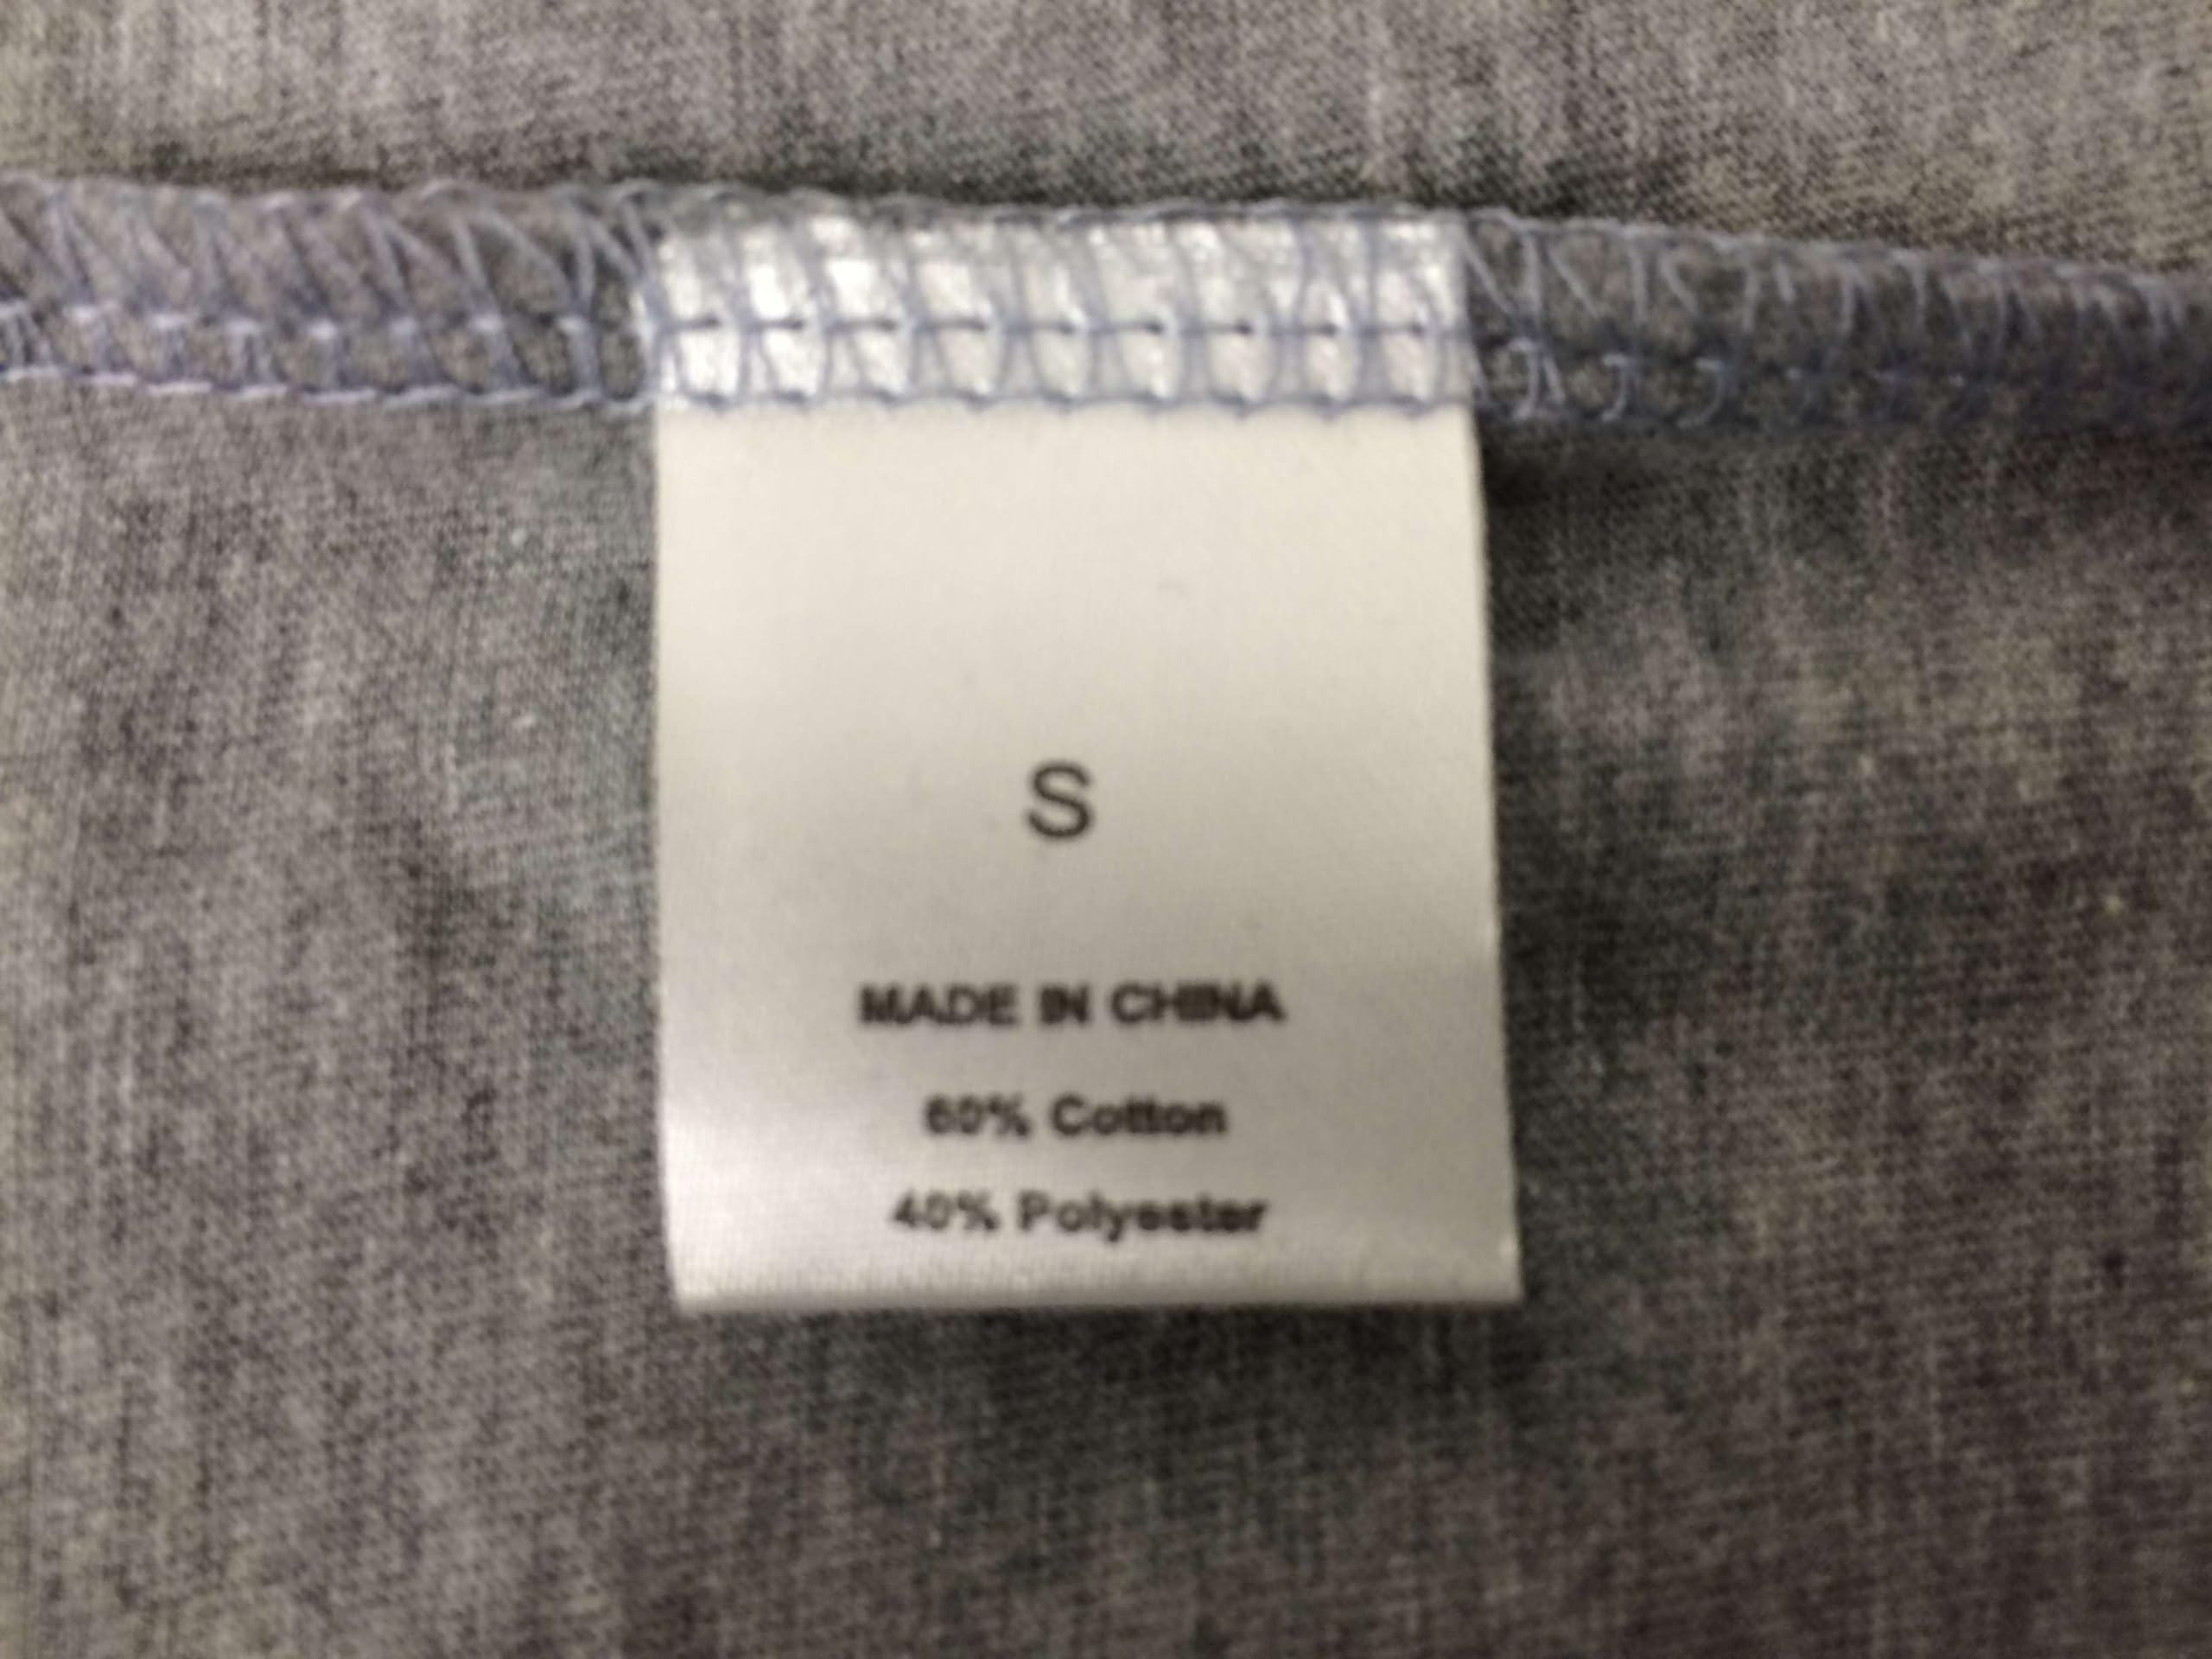 S
MADE IN CHINA
60% Cotton
40% Polyester